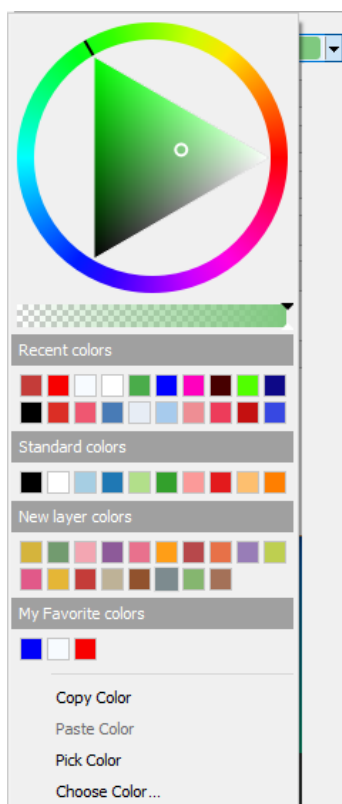 Recent colors
Standard colors
New layer colors
My Favorite colors
Copy Color
Paste Color
Pick Color
Choose Color...